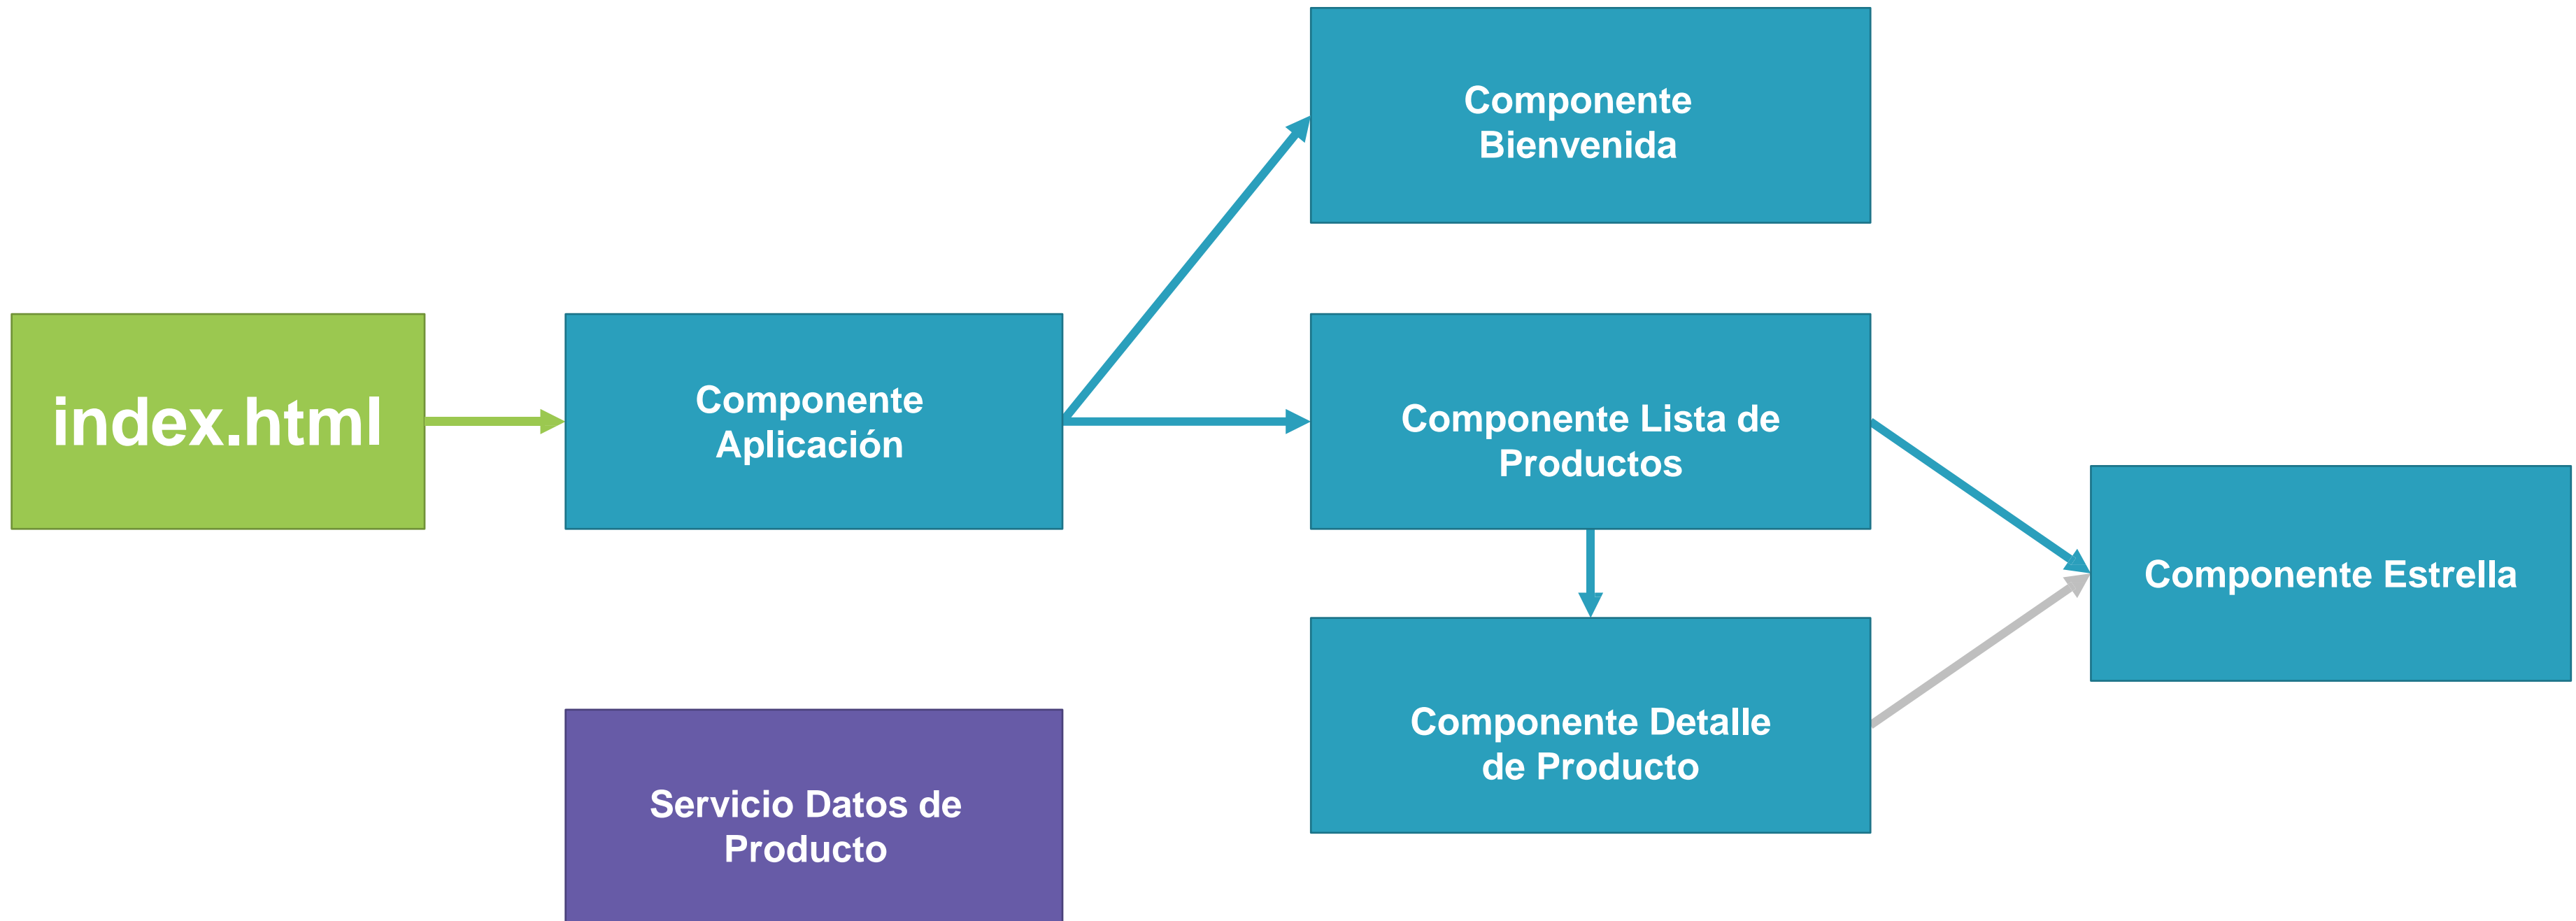 Componente
Bienvenida
index.html
Componente
Aplicación
Componente Lista de
Productos
Componente Estrella
Componente Detalle
de Producto
Servicio Datos de
Producto